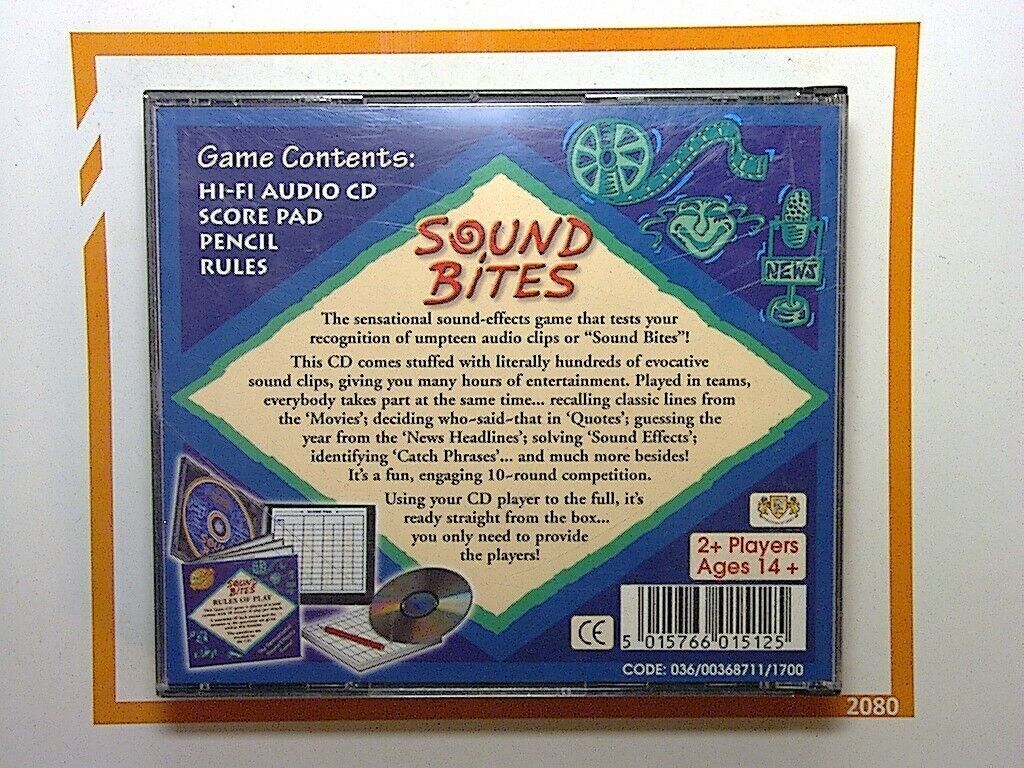 Game Contents:
HI-FI AUDIO CD
SCORE PAD
PENCIL
RULES
NEWS
SOUND
BiTES
The sensational sound-effects game that tests your
recognition of umpteen audio clips or “Sound Bites”!
This CD comes stuffed with literally hundreds of evocative
sound clips, giving you many hours of entertainment. Played in teams,
everybody takes part at the same time... recalling classic lines from
the ‘Movies’; deciding who-said-that in ‘Quotes’; guessing the
year from the ‘News Headlines’; solving ‘Sound Effects’;
identifying ‘Catch Phrases’... and much more besides!
It’s a fun, engaging 10-round competition.
Using your CD player to the full, it’s
ready straight from the box...
you only need to provide
the players!
SOUND
BiTES
RULES OF PLAY
2+ Players
Ages 14 +
CE
5 015766 015125
CODE: 036/00368711/1700
2080